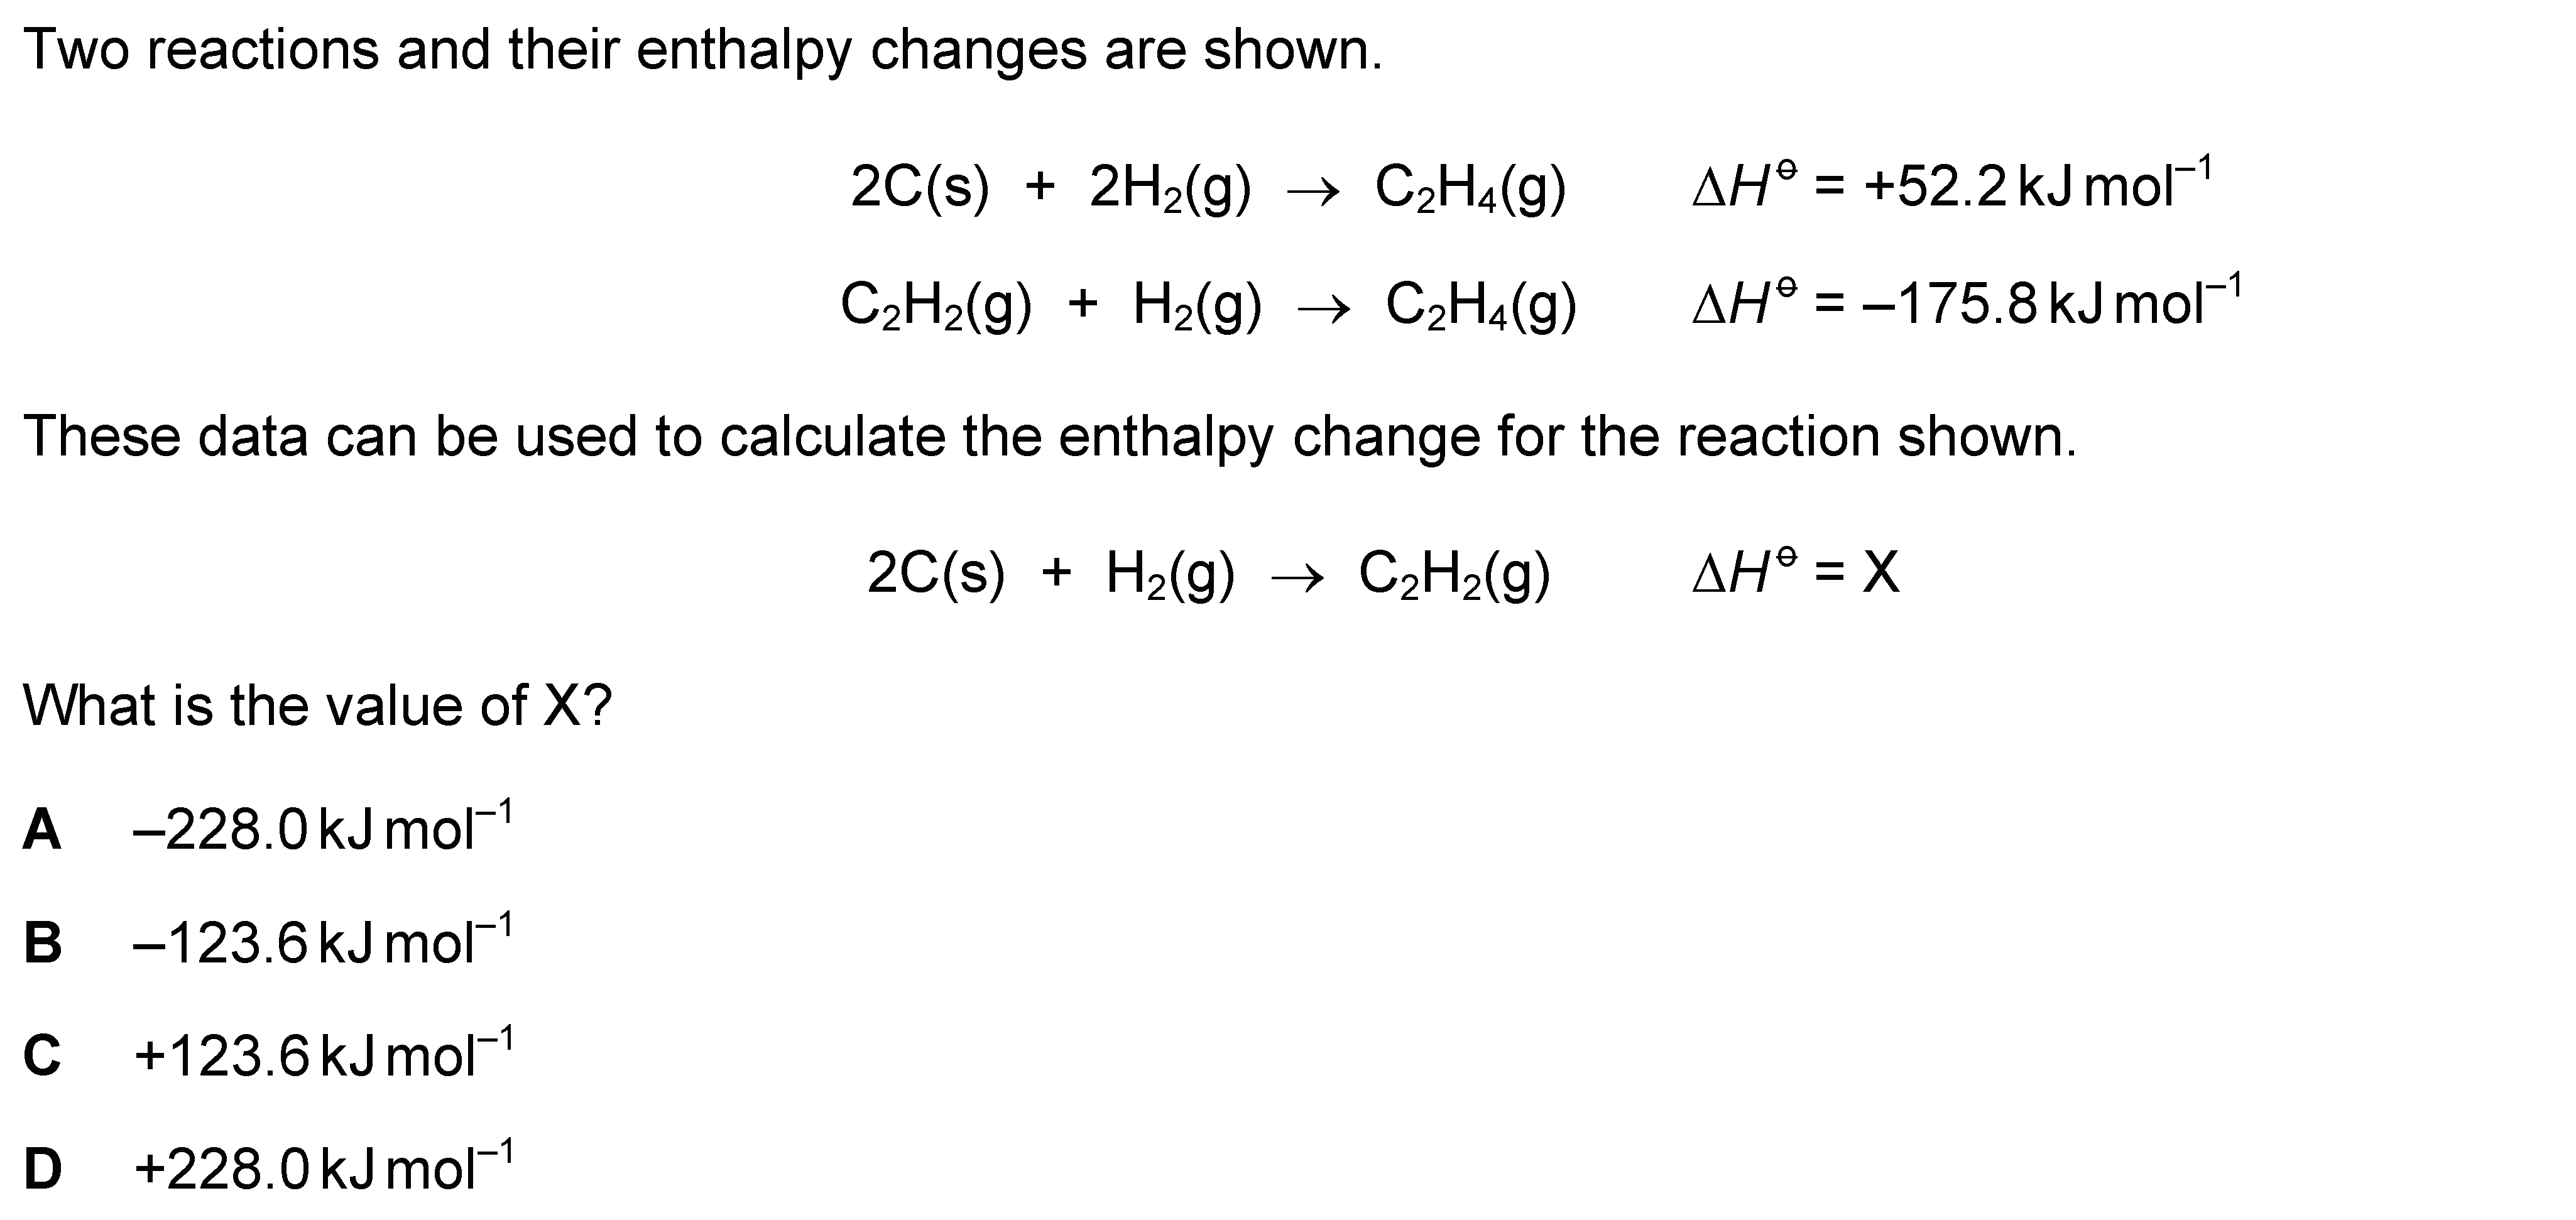 Two reactions and their enthalpy changes are shown.
2C(s) + 2H₂(g) → C₂H₄(g) ΔH⦵ = +52.2 kJ mol⁻¹
C₂H₂(g) + H₂(g) → C₂H₄(g) ΔH⦵ = –175.8 kJ mol⁻¹
These data can be used to calculate the enthalpy change for the reaction shown.
2C(s) + H₂(g) → C₂H₂(g) ΔH⦵ = X
What is the value of X?
A –228.0 kJ mol⁻¹
B –123.6 kJ mol⁻¹
C +123.6 kJ mol⁻¹
D +228.0 kJ mol⁻¹